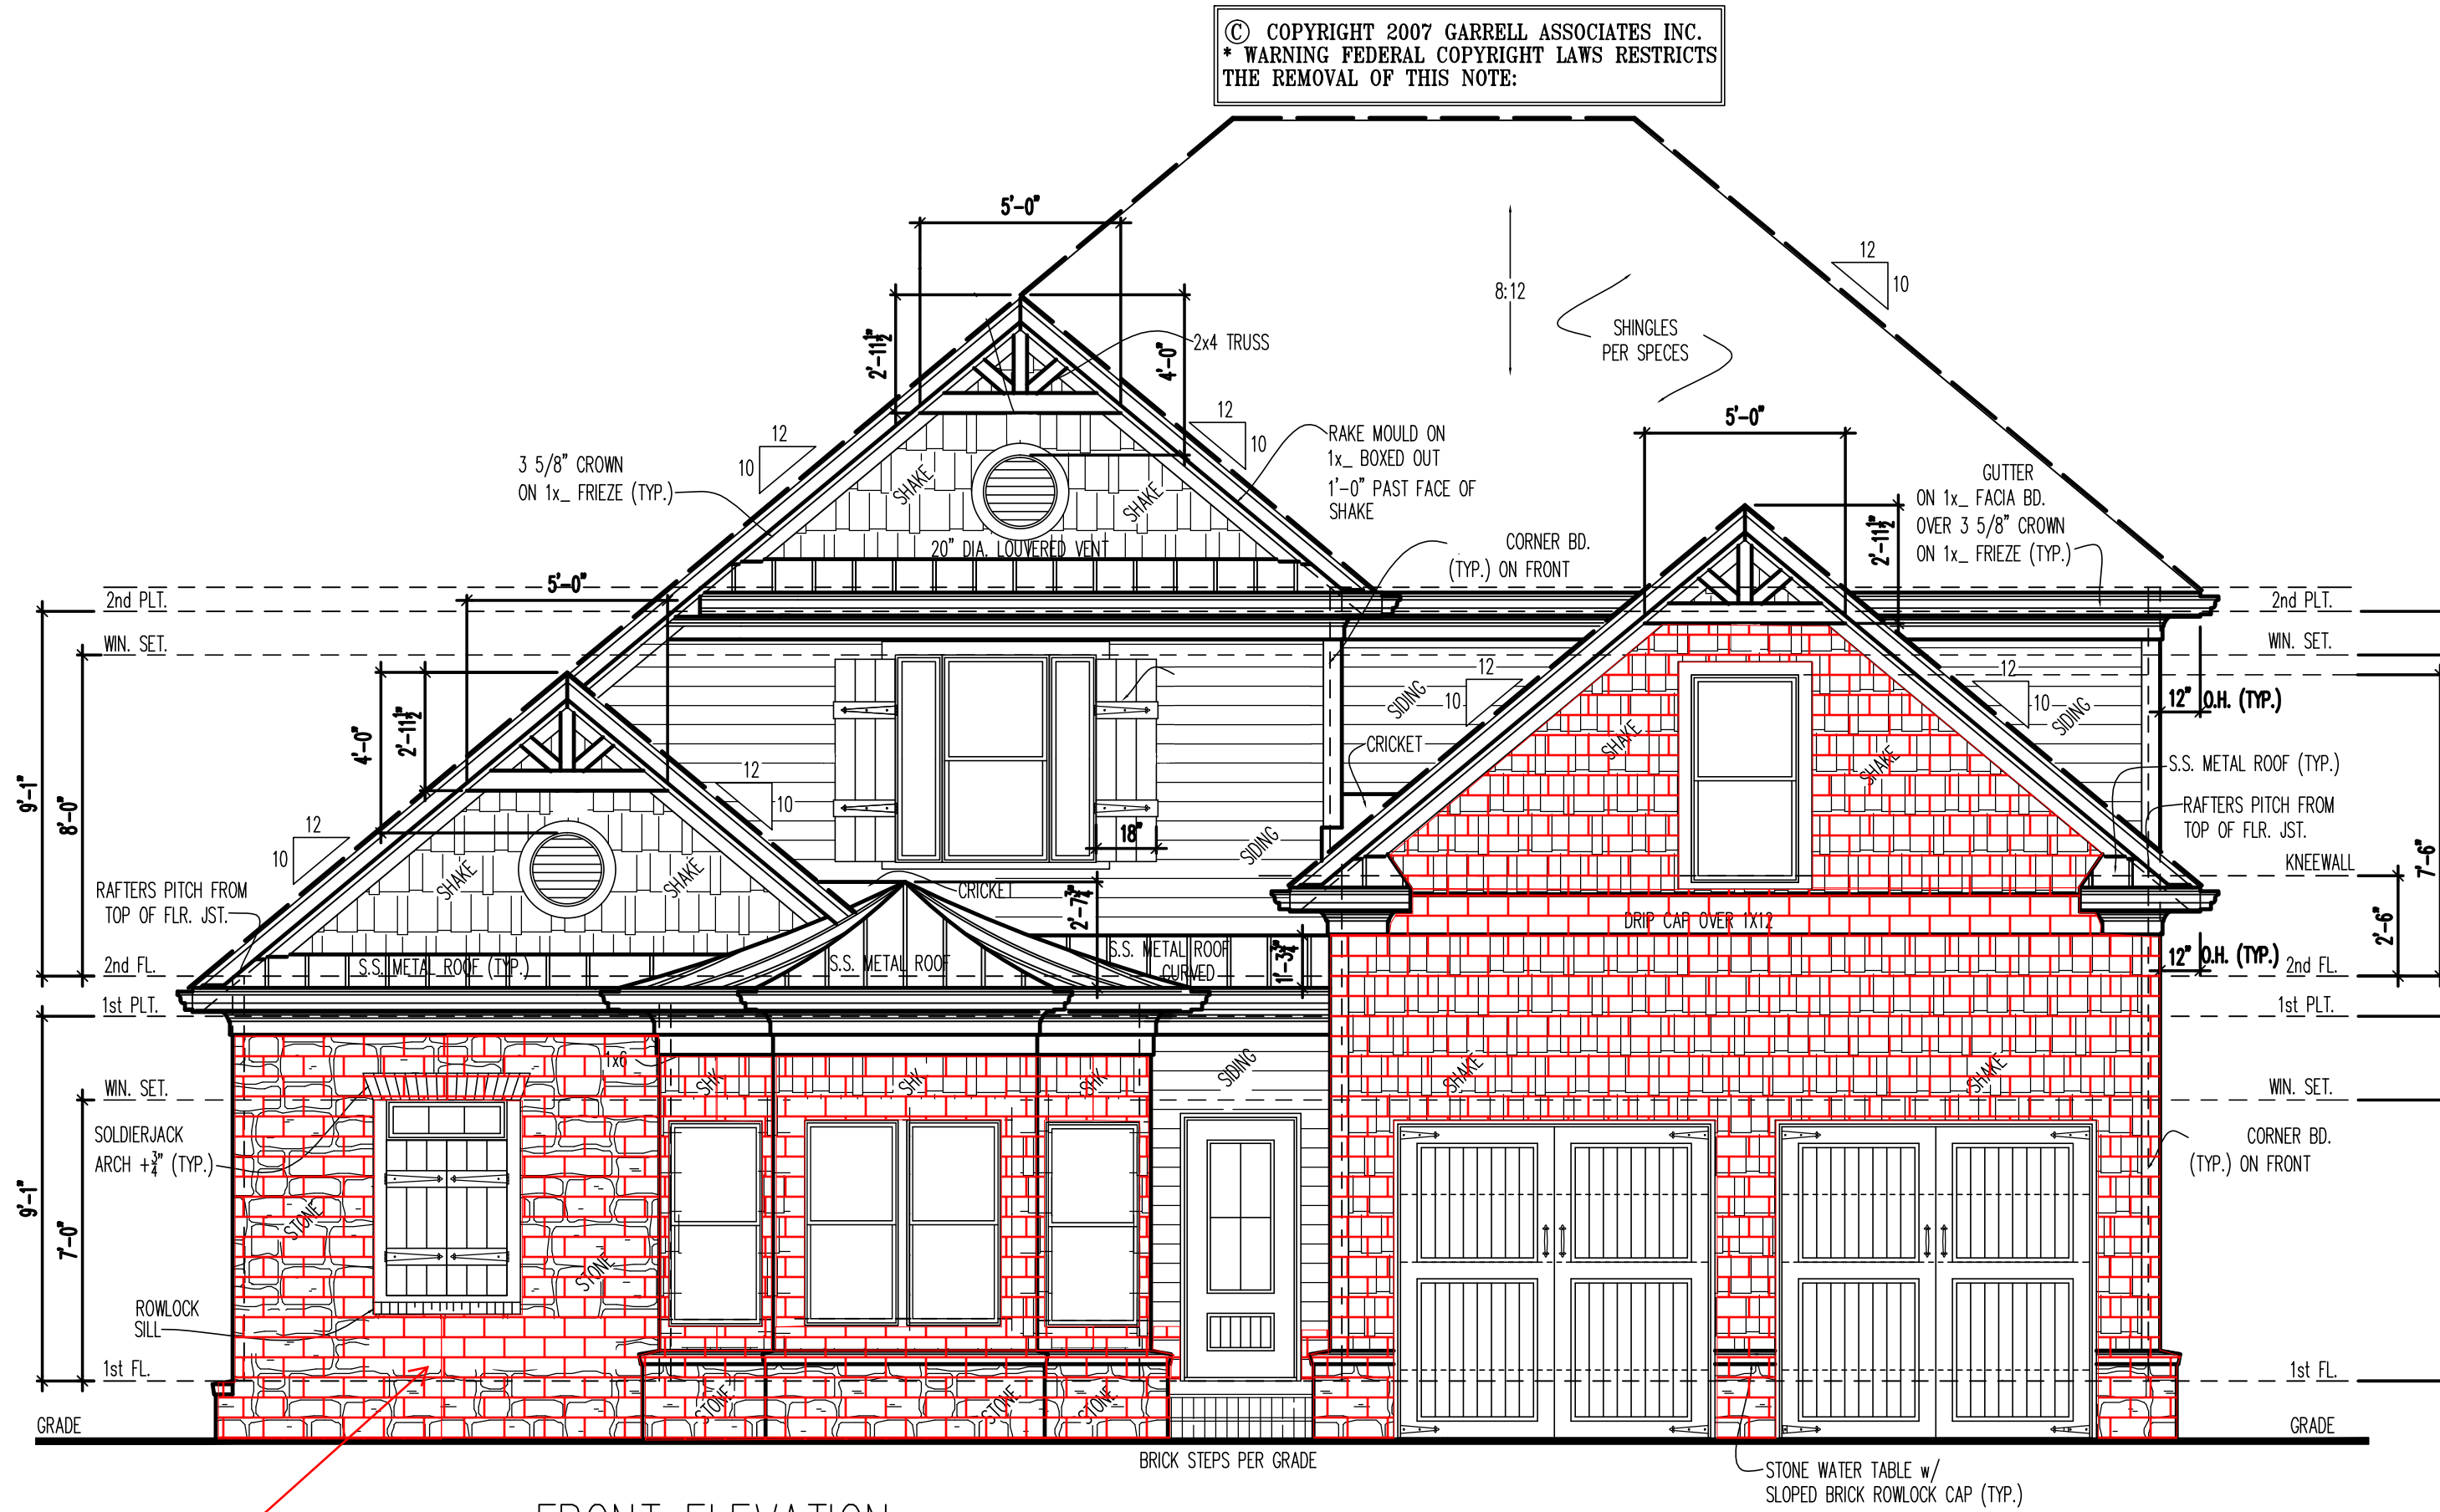 © COPYRIGHT 2007 GARRELL ASSOCIATES INC.
* WARNING FEDERAL COPYRIGHT LAWS RESTRICTS
THE REMOVAL OF THIS NOTE:
5'-0"
12
10
8:12
SHINGLES
PER SPECES
2'-11½"
2x4 TRUSS
4'-0"
12
10
12
10
5'-0"
RAKE MOULD ON
1x_ BOXED OUT
1'-0" PAST FACE OF
SHAKE
3 5/8" CROWN
ON 1x_ FRIEZE (TYP.)
SHAKE
SHAKE
GUTTER
ON 1x_ FACIA BD.
OVER 3 5/8" CROWN
ON 1x_ FRIEZE (TYP.)
2'-11½"
20" DIA. LOUVERED VENT
CORNER BD.
(TYP.) ON FRONT
5'-0"
2nd PLT.
2nd PLT.
WIN. SET.
WIN. SET.
12
10
SIDING
12
10
SIDING
12" O.H. (TYP.)
4'-0"
2'-11½"
SHAKE
SHAKE
CRICKET
S.S. METAL ROOF (TYP.)
9'-1"
8'-0"
12
10
12
10
18"
SIDING
RAFTERS PITCH FROM
TOP OF FLR. JST.
KNEEWALL
7'-6"
RAFTERS PITCH FROM
TOP OF FLR. JST.
SHAKE
SHAKE
CRICKET
2'-7¾"
DRIP CAP OVER 1X12
2'-6"
2nd FL.
S.S. METAL ROOF (TYP.)
S.S. METAL ROOF
S.S. METAL ROOF
CURVED
1'-3¾"
12" O.H. (TYP.)
2nd FL.
1st PLT.
1st PLT.
1x6
SHK
SHK
SHK
SIDING
SHAKE
SHAKE
WIN. SET.
WIN. SET.
SOLDIERJACK
ARCH +¾" (TYP.)
CORNER BD.
(TYP.) ON FRONT
9'-1"
7'-0"
STONE
STONE
ROWLOCK
SILL
1st FL.
1st FL.
STONE
STONE
STONE
GRADE
GRADE
BRICK STEPS PER GRADE
STONE WATER TABLE w/
SLOPED BRICK ROWLOCK CAP (TYP.)
FRONT ELEVATION